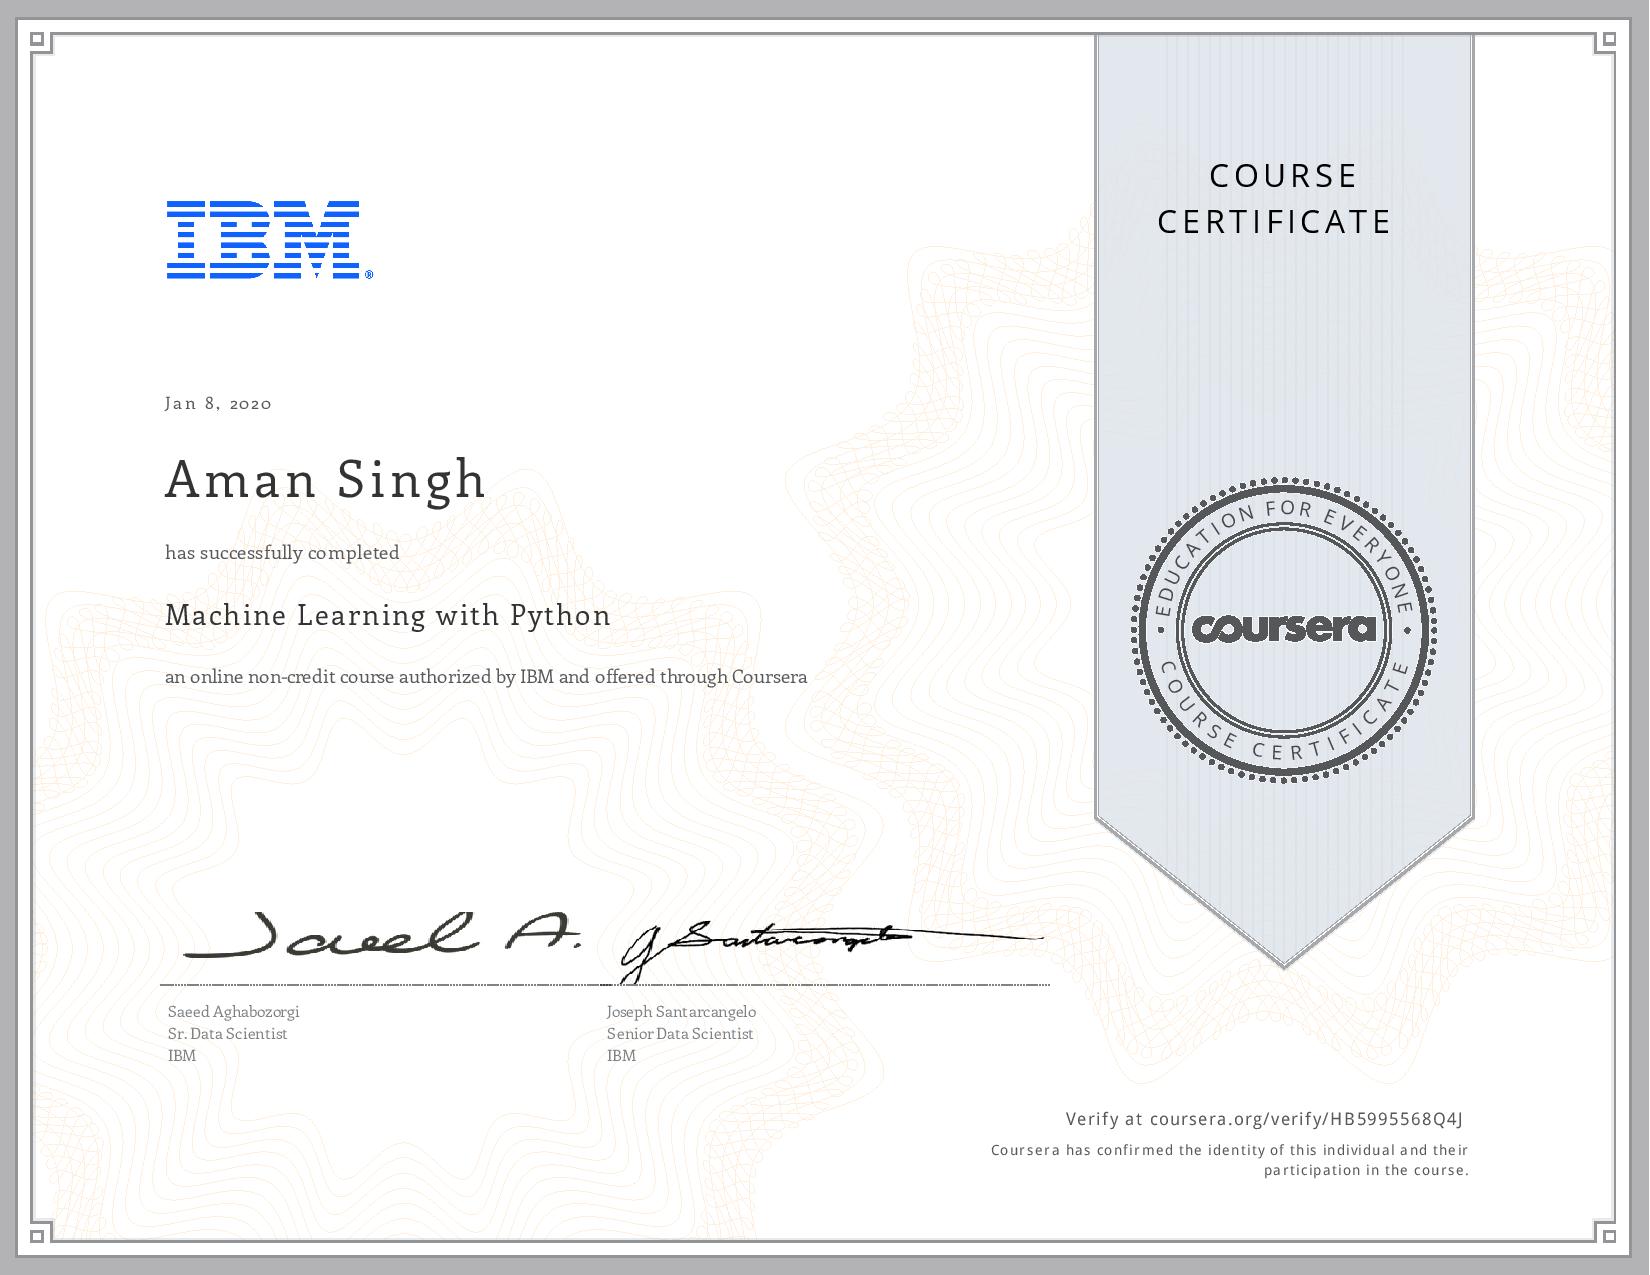 IBM®
COURSE
CERTIFICATE
Jan 8, 2020
Aman Singh
has successfully completed
Machine Learning with Python
an online non-credit course authorized by IBM and offered through Coursera
EDUCATION FOR EVERYONE
coursera
COURSE CERTIFICATE
Saeed A.
J Santarcangelo
Saeed Aghabozorgi
Sr. Data Scientist
IBM
Joseph Santarcangelo
Senior Data Scientist
IBM
Verify at coursera.org/verify/HB5995568Q4J
Coursera has confirmed the identity of this individual and their
participation in the course.